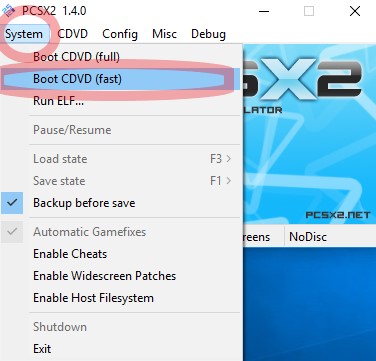 PCSX2 1.4.0
System CDVD Config Misc Debug
Boot CDVD (full)
Boot CDVD (fast)
Run ELF...
Pause/Resume
Load state F3 >
Save state F1 >
Backup before save
Automatic Gamefixes
Enable Cheats
Enable Widescreen Patches
Enable Host Filesystem
Shutdown
Exit
SX2
LATOR
PCSX2.NET
reens NoDisc